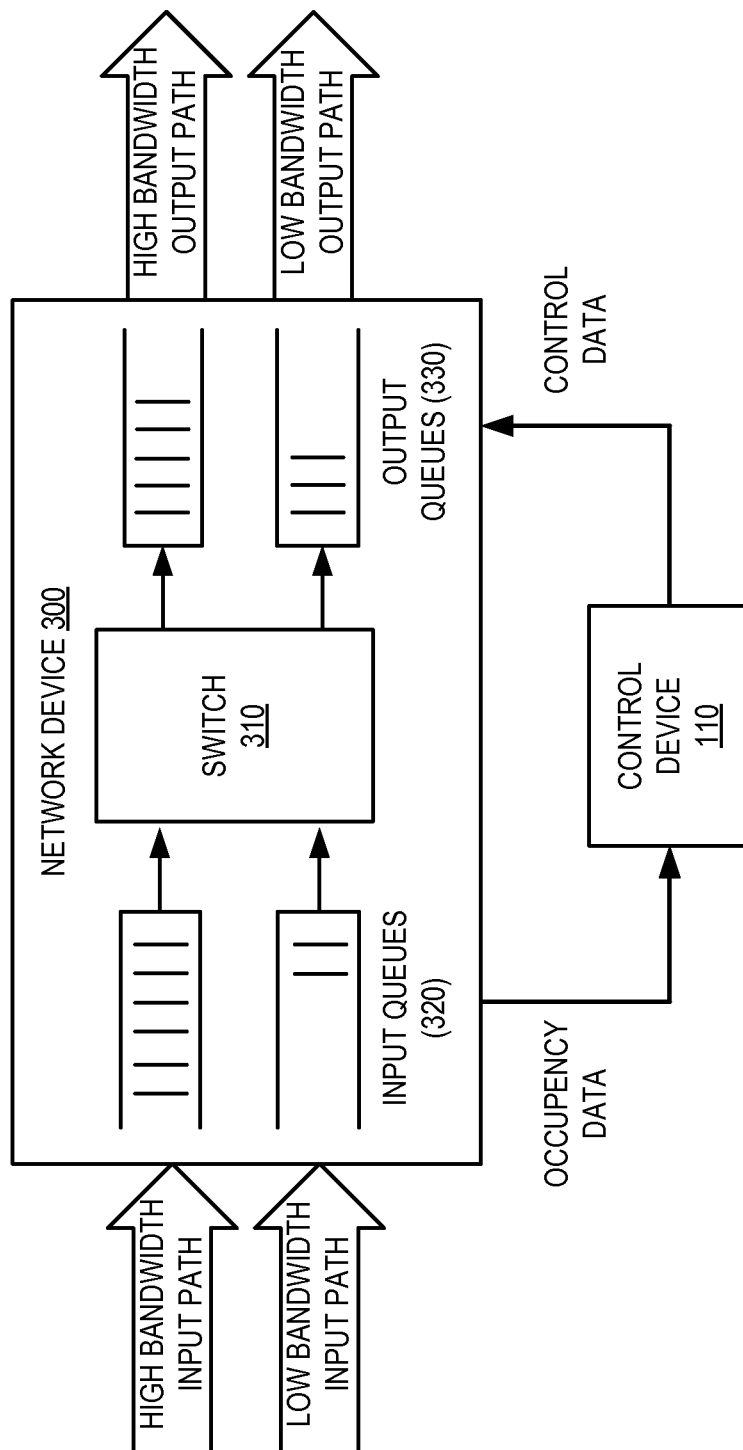 NETWORK DEVICE 300
HIGH BANDWIDTH
INPUT PATH
LOW BANDWIDTH
INPUT PATH
INPUT QUEUES
(320)
SWITCH
310
OUTPUT
QUEUES (330)
HIGH BANDWIDTH
OUTPUT PATH
LOW BANDWIDTH
OUTPUT PATH
OCCUPENCY
DATA
CONTROL
DEVICE
110
CONTROL
DATA